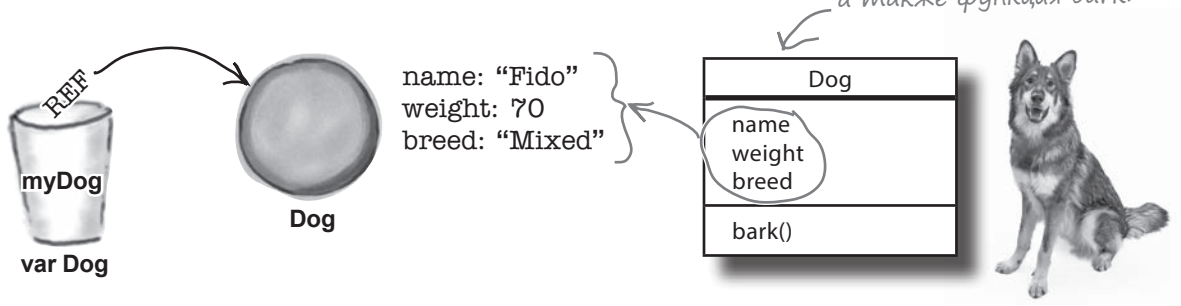 а также функция bark.
REF
myDog
var Dog
Dog
name: “Fido”
weight: 70
breed: “Mixed”
Dog
name
weight
breed
bark()